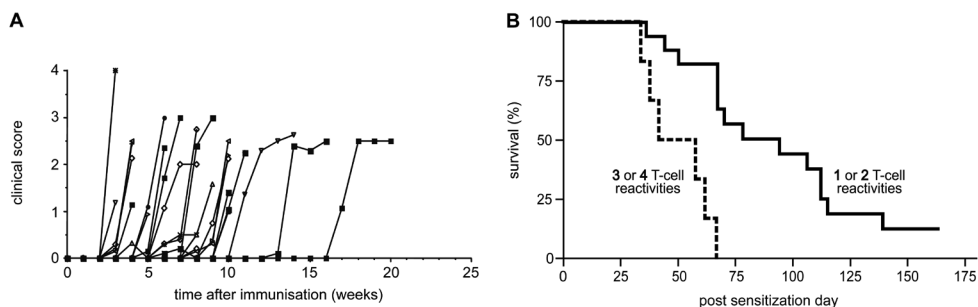 A
4
3
2
1
0
clinical score
0 5 10 15 20 25
time after immunisation (weeks)
B
100
75
50
25
0
survival (%)
3 or 4 T-cell
reactivities
1 or 2 T-cell
reactivities
0 25 50 75 100 125 150 175
post sensitization day